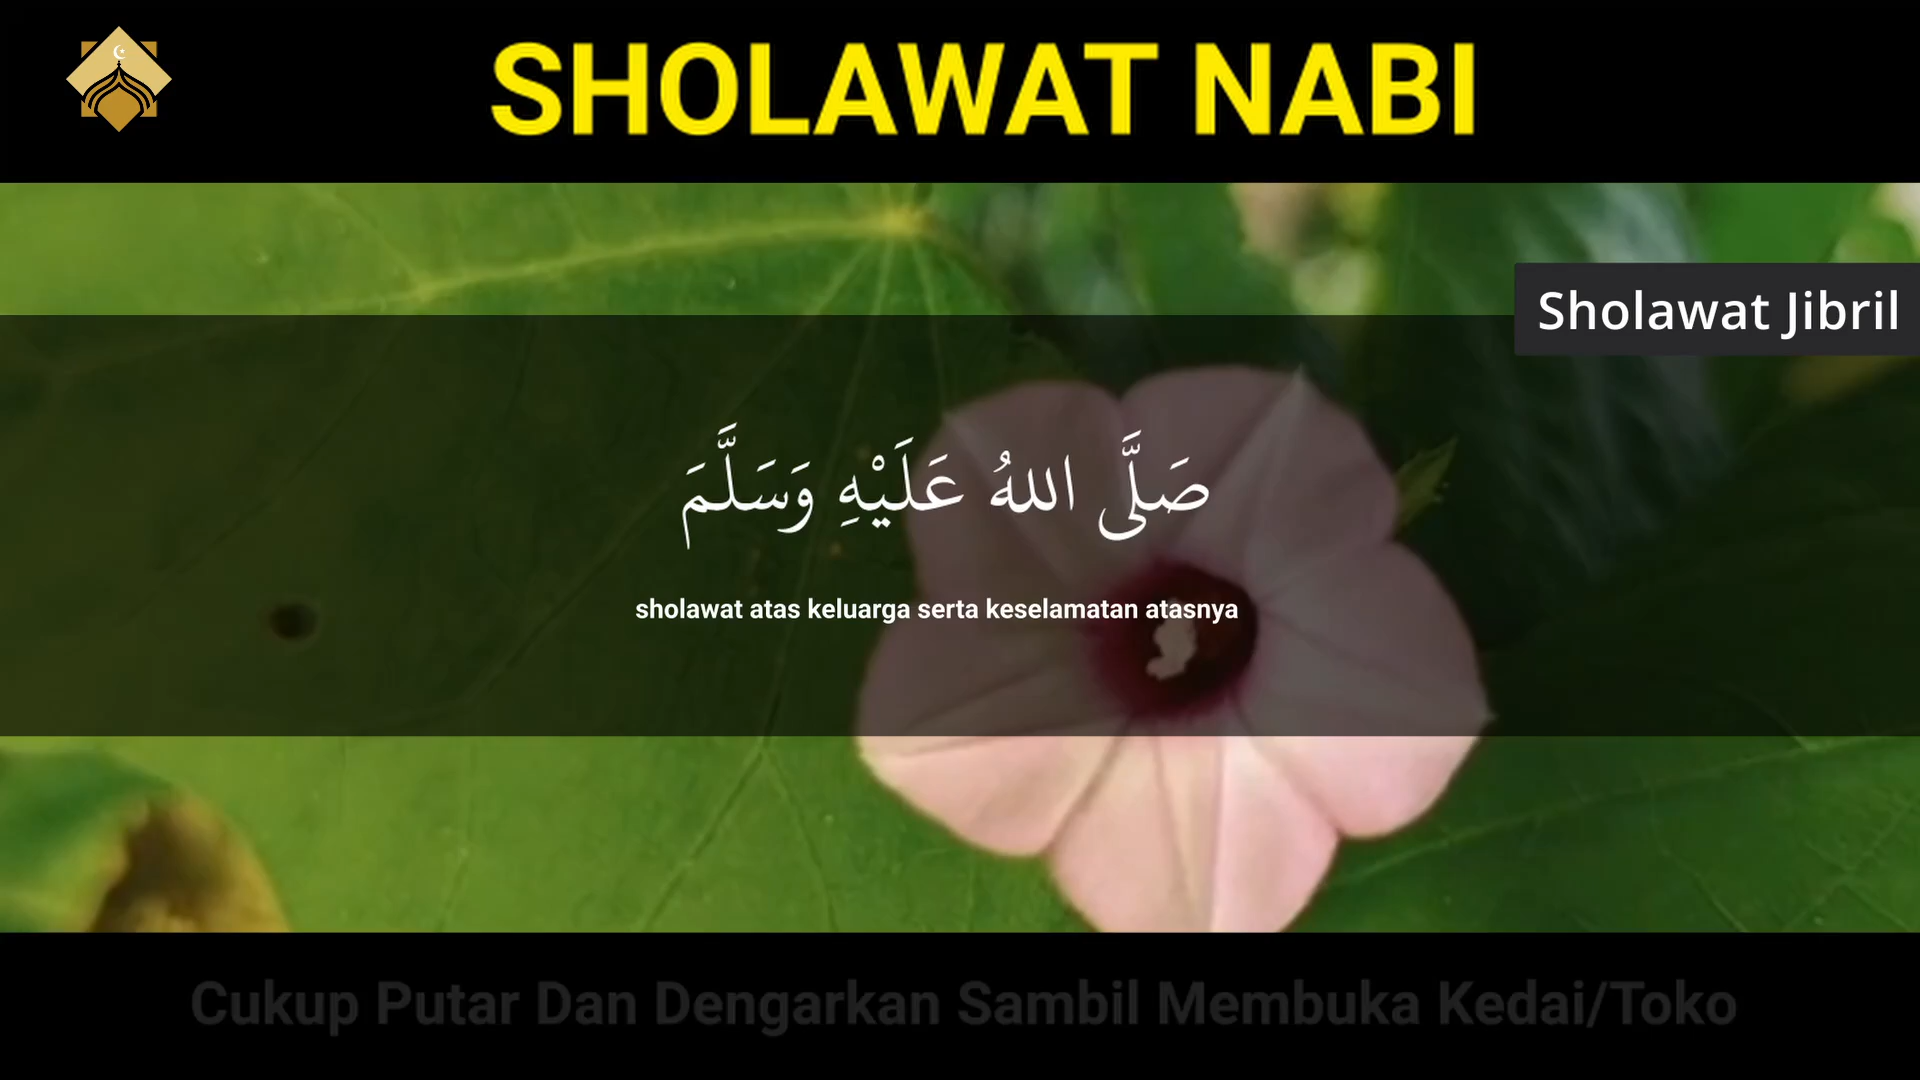 SHOLAWAT NABI
Sholawat Jibril
صَلَّى اللهُ عَلَيْهِ وَسَلَّمَ
sholawat atas keluarga serta keselamatan atasnya
Cukup Putar Dan Dengarkan Sambil Membuka Kedai/Toko